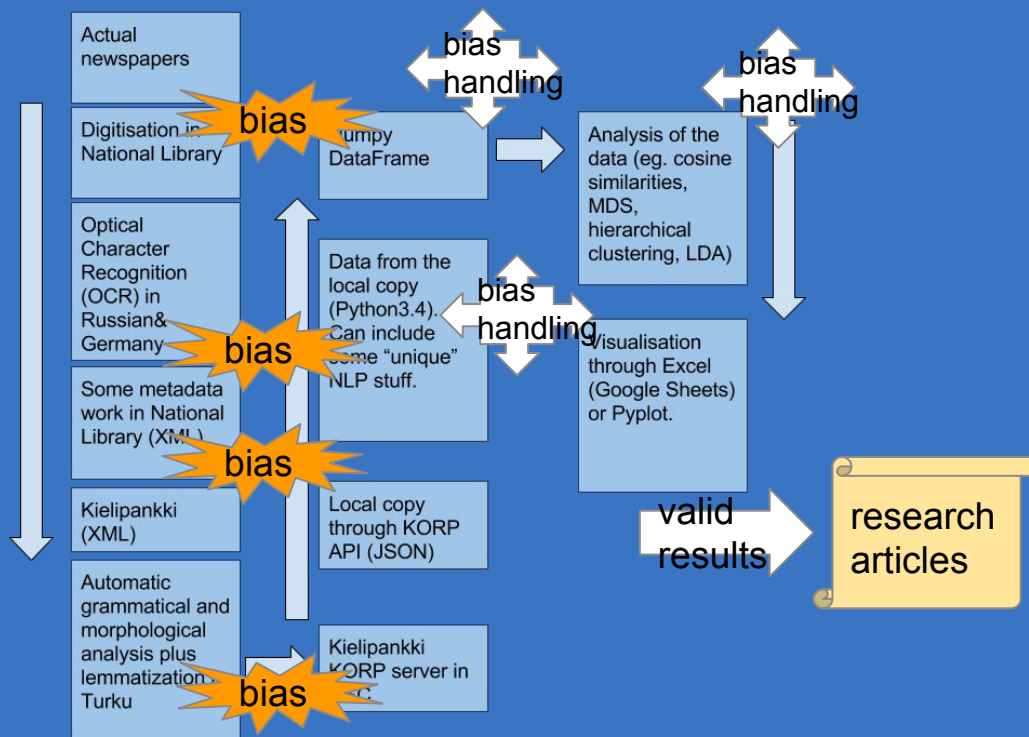 Actual
newspapers
bias
Digitisation in
National Library
Optical
Character
Recognition
(OCR) in
Russian&
Germany
bias
Some metadata
work in National
Library (XML)
bias
Kielipankki
(XML)
Automatic
grammatical and
morphological
analysis plus
lemmatization
Turku
bias
Kielipankki
KORP server in
Local copy
through KORP
API (JSON)
Data from the
local copy
(Python3.4).
Can include
some “unique”
NLP stuff.
bias
handling
DataFrame
bias
handling
Analysis of the
data (eg. cosine
similarities,
MDS,
hierarchical
clustering, LDA)
bias
handling
Visualisation
through Excel
(Google Sheets)
or Pyplot.
valid
results
research
articles